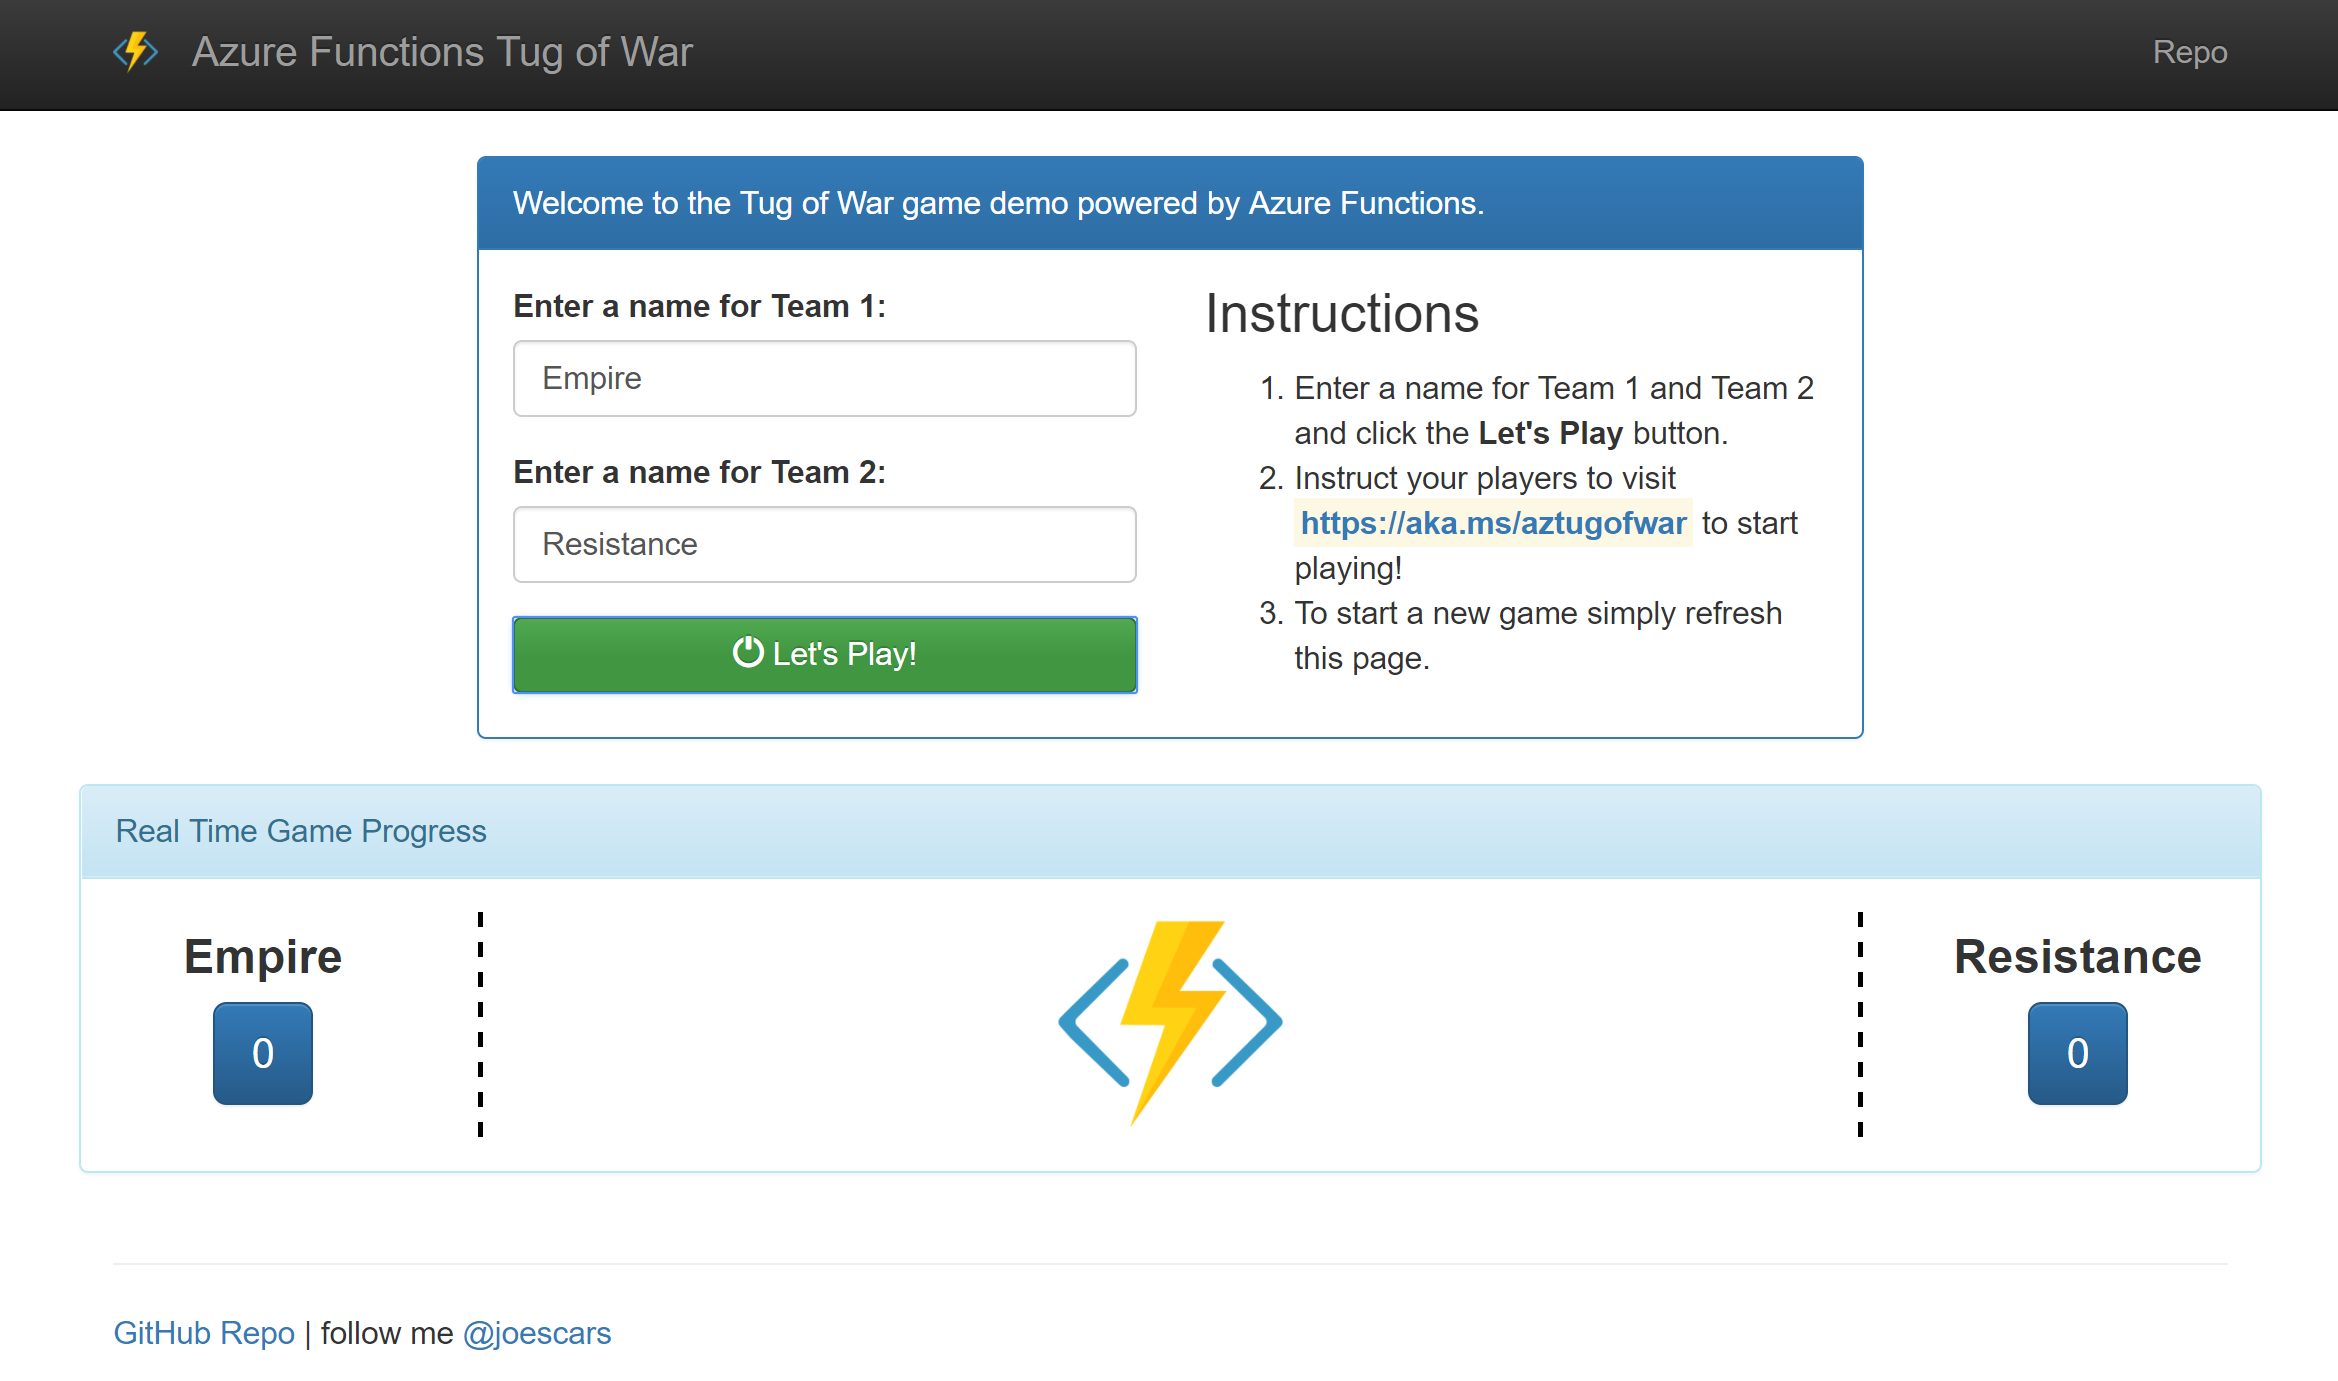 Azure Functions Tug of War
Repo
Welcome to the Tug of War game demo powered by Azure Functions.
Enter a name for Team 1:
Empire
Enter a name for Team 2:
Resistance
Let's Play!
Instructions
1. Enter a name for Team 1 and Team 2
and click the Let's Play button.
2. Instruct your players to visit
https://aka.ms/aztugofwar to start
playing!
3. To start a new game simply refresh
this page.
Real Time Game Progress
Empire
0
Resistance
0
GitHub Repo | follow me @joescars